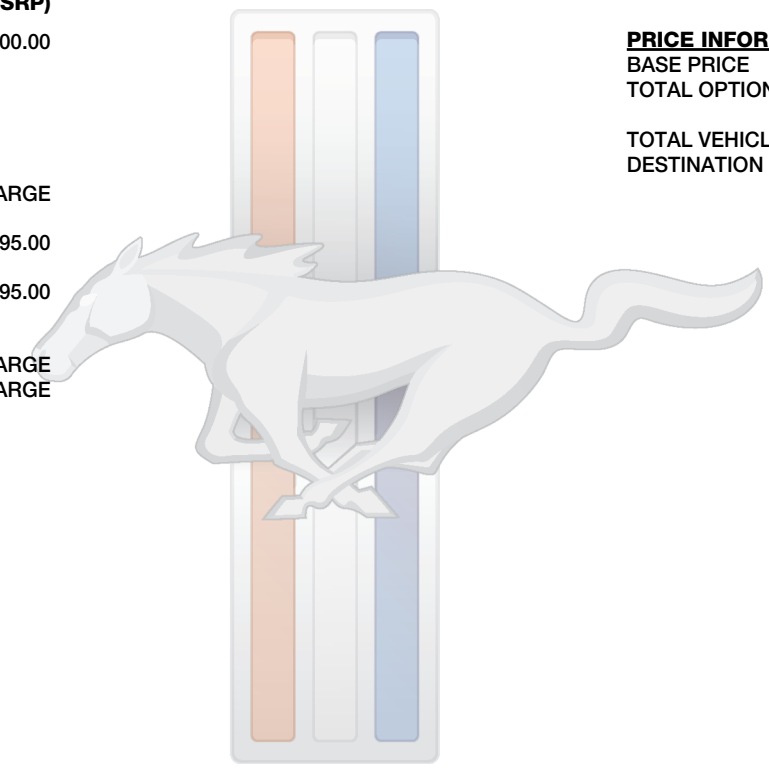 SRP)
00.00
ARGE
95.00
95.00
ARGE
ARGE
PRICE INFOR
BASE PRICE
TOTAL OPTION
TOTAL VEHICL
DESTINATION